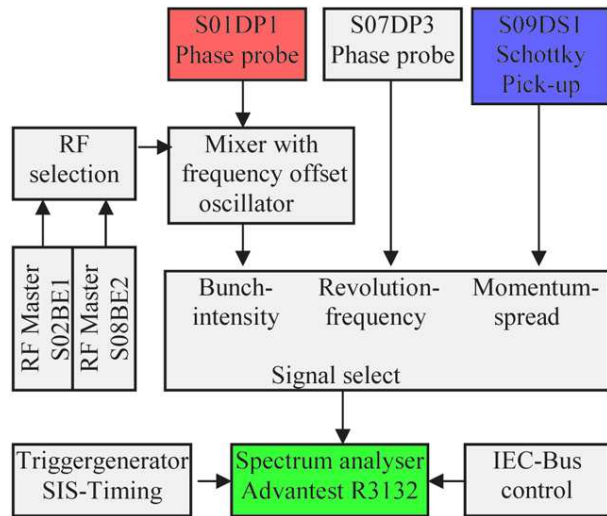 S01DP1
Phase probe
S07DP3
Phase probe
S09DS1
Schottky
Pick-up
RF
selection
Mixer with
frequency offset
oscillator
RF Master
S02BE1
RF Master
S08BE2
Bunch-
intensity
Revolution-
frequency
Momentum-
spread
Signal select
Triggergenerator
SIS-Timing
Spectrum analyser
Advantest R3132
IEC-Bus
control